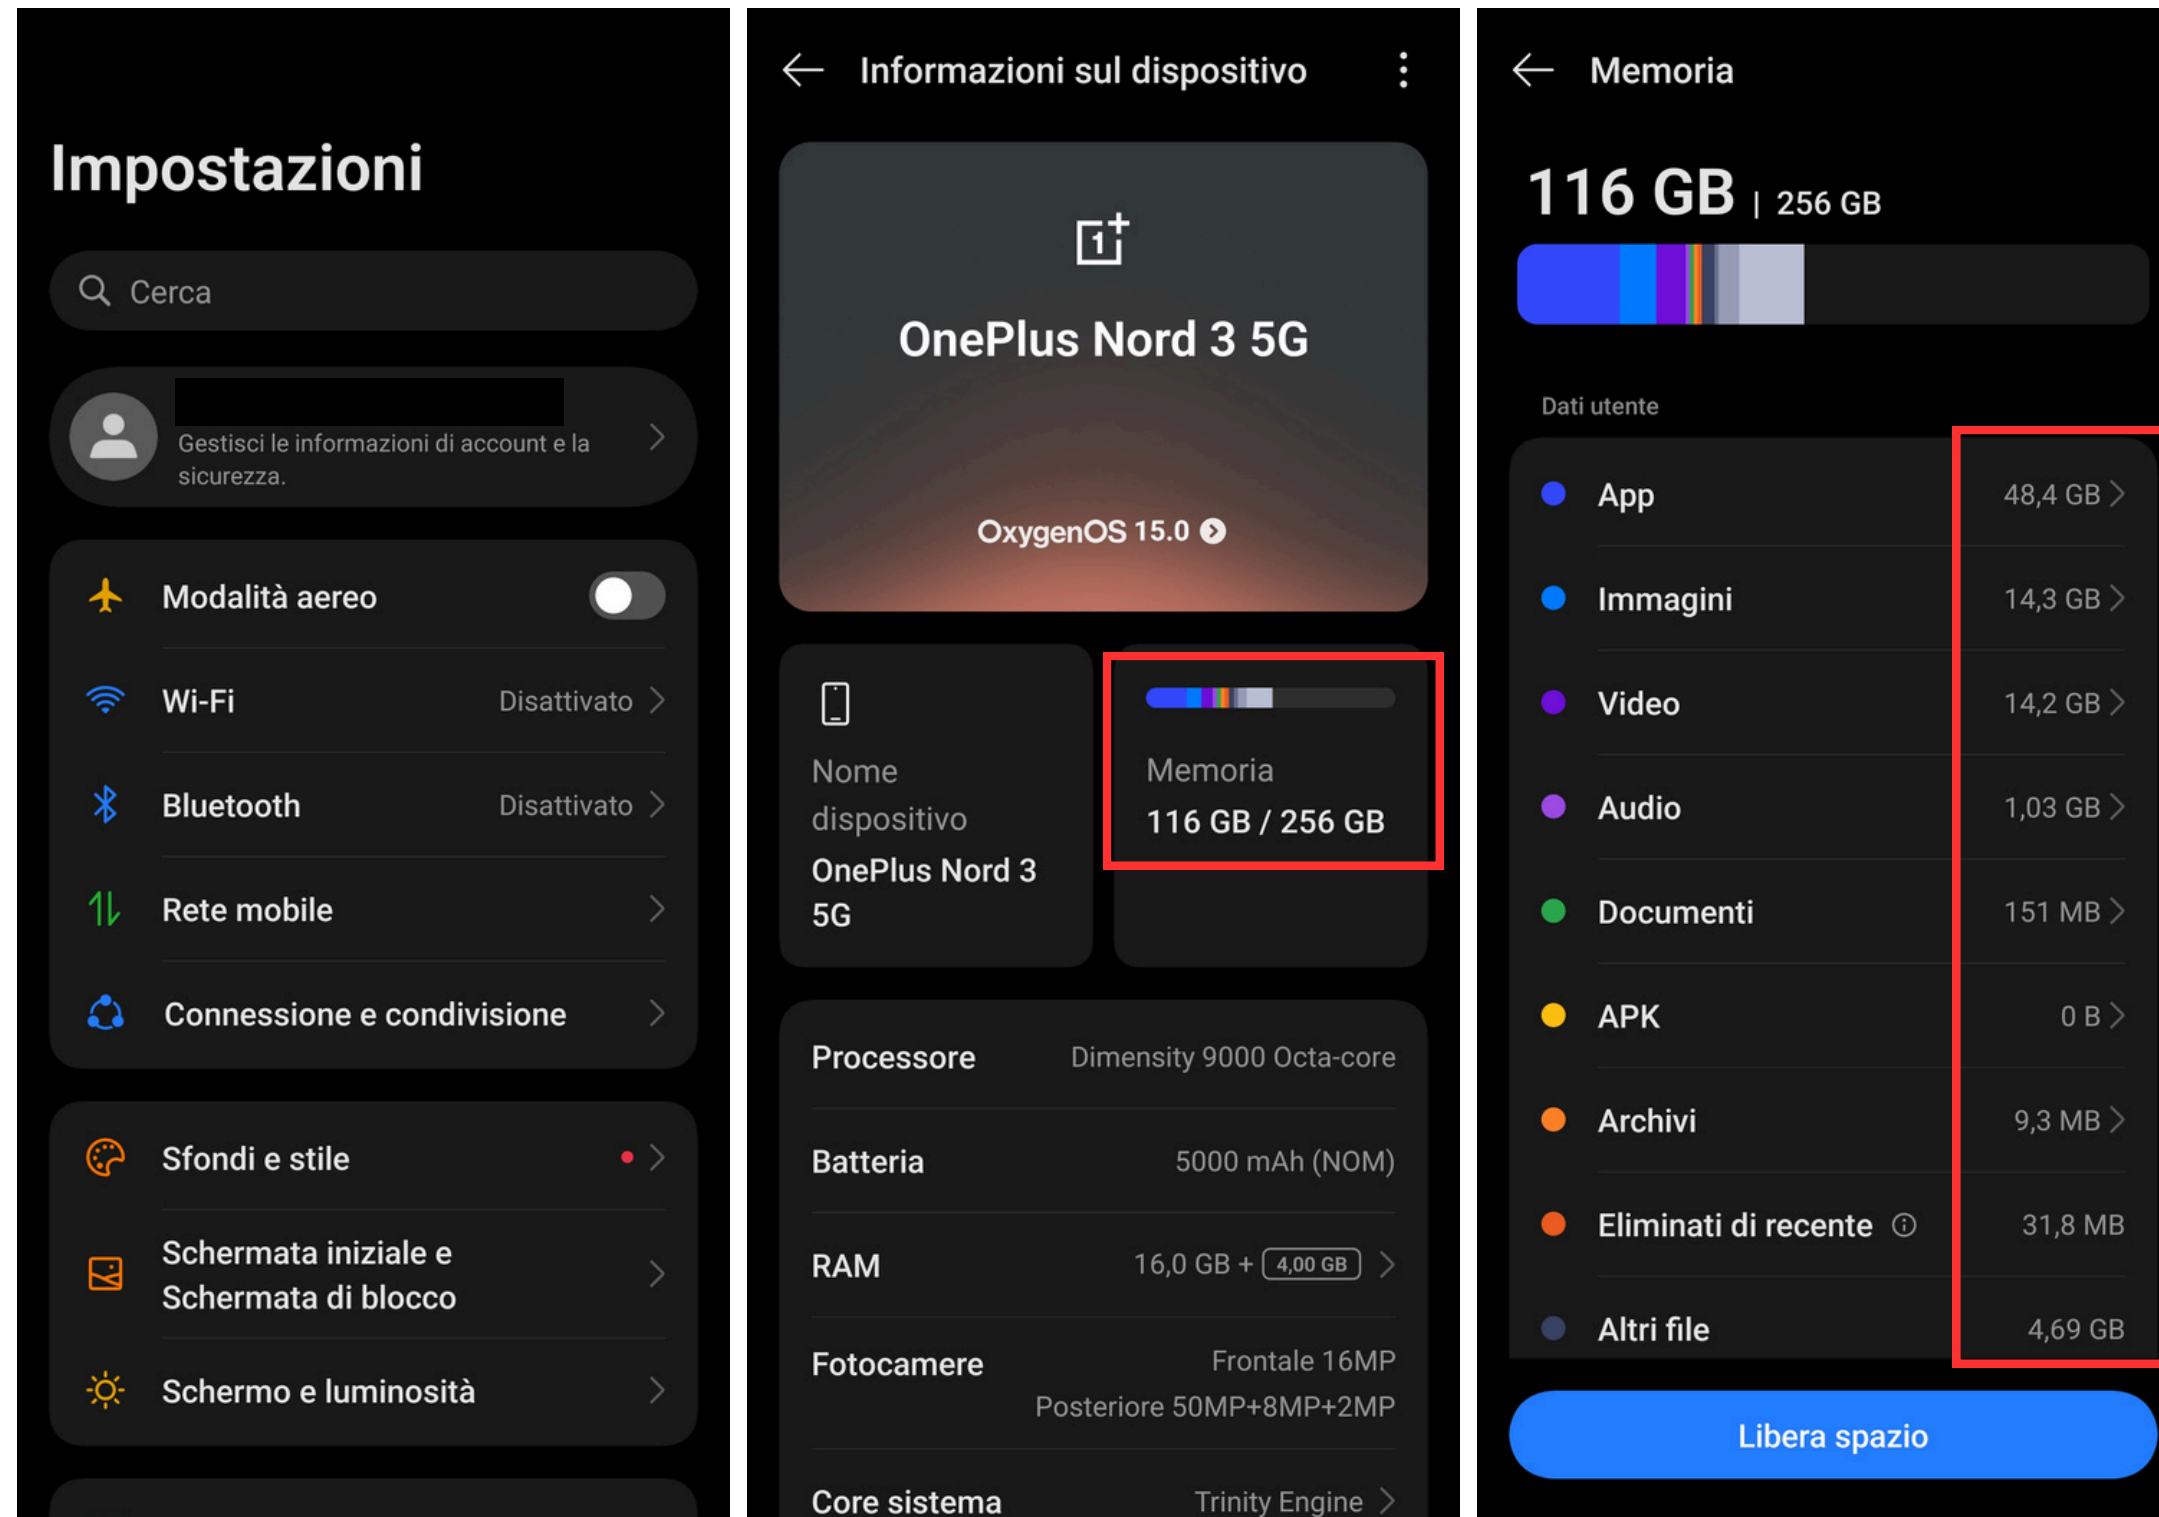 Impostazioni
Cerca
Gestisci le informazioni di account e la
sicurezza.
Modalità aereo
Wi-Fi Disattivato
Bluetooth Disattivato
Rete mobile
Connessione e condivisione
Sfondi e stile
Schermata iniziale e
Schermata di blocco
Schermo e luminosità
Informazioni sul dispositivo
1+
OnePlus Nord 3 5G
OxygenOS 15.0
Nome
dispositivo
OnePlus Nord 3
5G
Memoria
116 GB / 256 GB
Processore Dimensity 9000 Octa-core
Batteria 5000 mAh (NOM)
RAM 16,0 GB + 4,00 GB
Fotocamere Frontale 16MP
Posteriore 50MP+8MP+2MP
Core sistema Trinity Engine
Memoria
116 GB | 256 GB
Dati utente
App 48,4 GB
Immagini 14,3 GB
Video 14,2 GB
Audio 1,03 GB
Documenti 151 MB
APK 0 B
Archivi 9,3 MB
Eliminati di recente 31,8 MB
Altri file 4,69 GB
Libera spazio